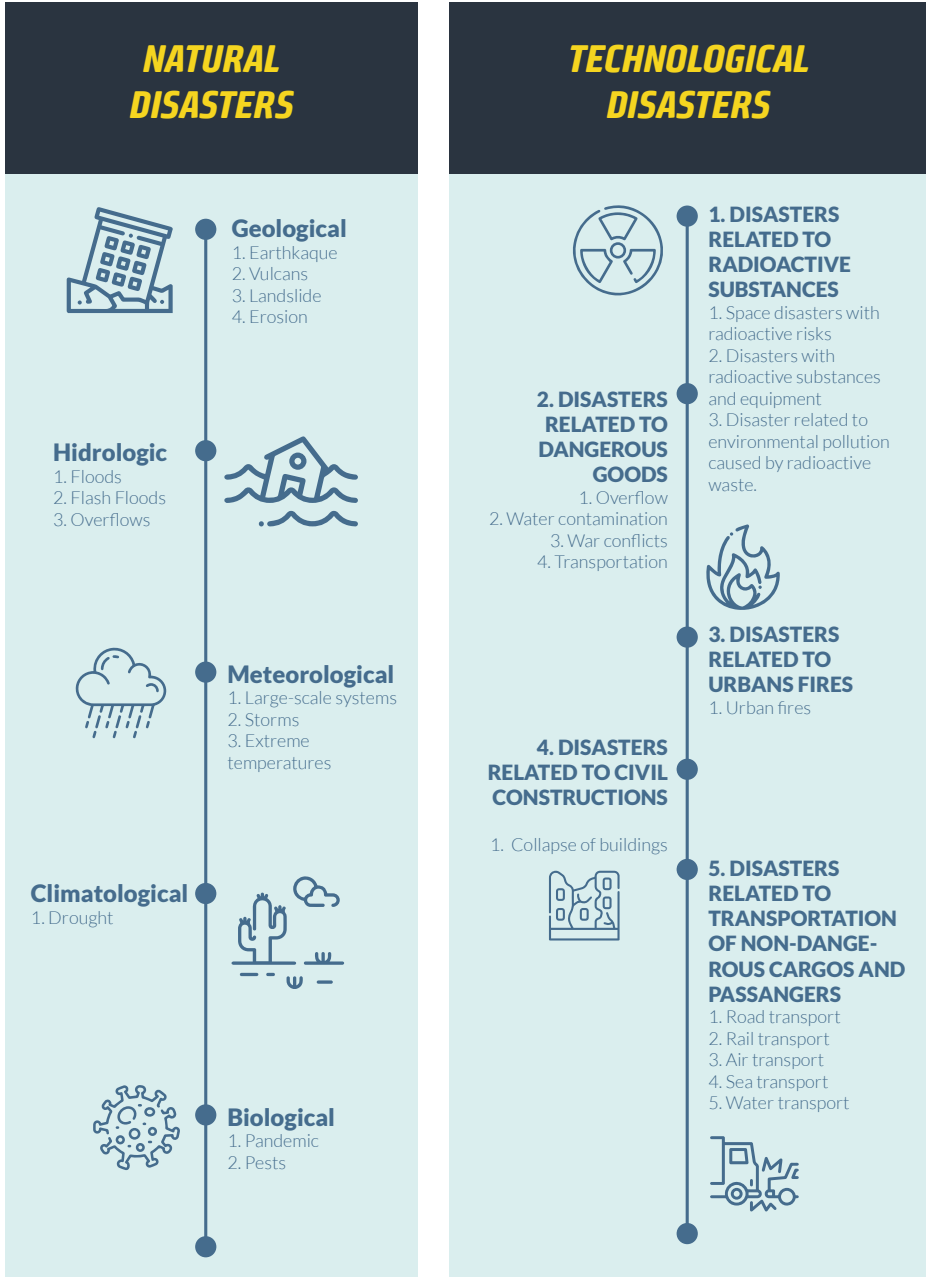 NATURAL
DISASTERS
Geological
1. Earthkaque
2. Vulcans
3. Landslide
4. Erosion
Hidrologic
1. Floods
2. Flash Floods
3. Overflows
Meteorological
1. Large-scale systems
2. Storms
3. Extreme
temperatures
Climatological
1. Drought
Biological
1. Pandemic
2. Pests
TECHNOLOGICAL
DISASTERS
1. DISASTERS
RELATED TO
RADIOACTIVE
SUBSTANCES
1. Space disasters with
radioactive risks
2. Disasters with
radioactive substances
and equipment
3. Disaster related to
environmental pollution
caused by radioactive
waste.
2. DISASTERS
RELATED TO
DANGEROUS
GOODS
1. Overflow
2. Water contamination
3. War conflicts
4. Transportation
3. DISASTERS
RELATED TO
URBANS FIRES
1. Urban fires
4. DISASTERS
RELATED TO CIVIL
CONSTRUCTIONS
1. Collapse of buildings
5. DISASTERS
RELATED TO
TRANSPORTATION
OF NON-DANGE-
ROUS CARGOS AND
PASSANGERS
1. Road transport
2. Rail transport
3. Air transport
4. Sea transport
5. Water transport